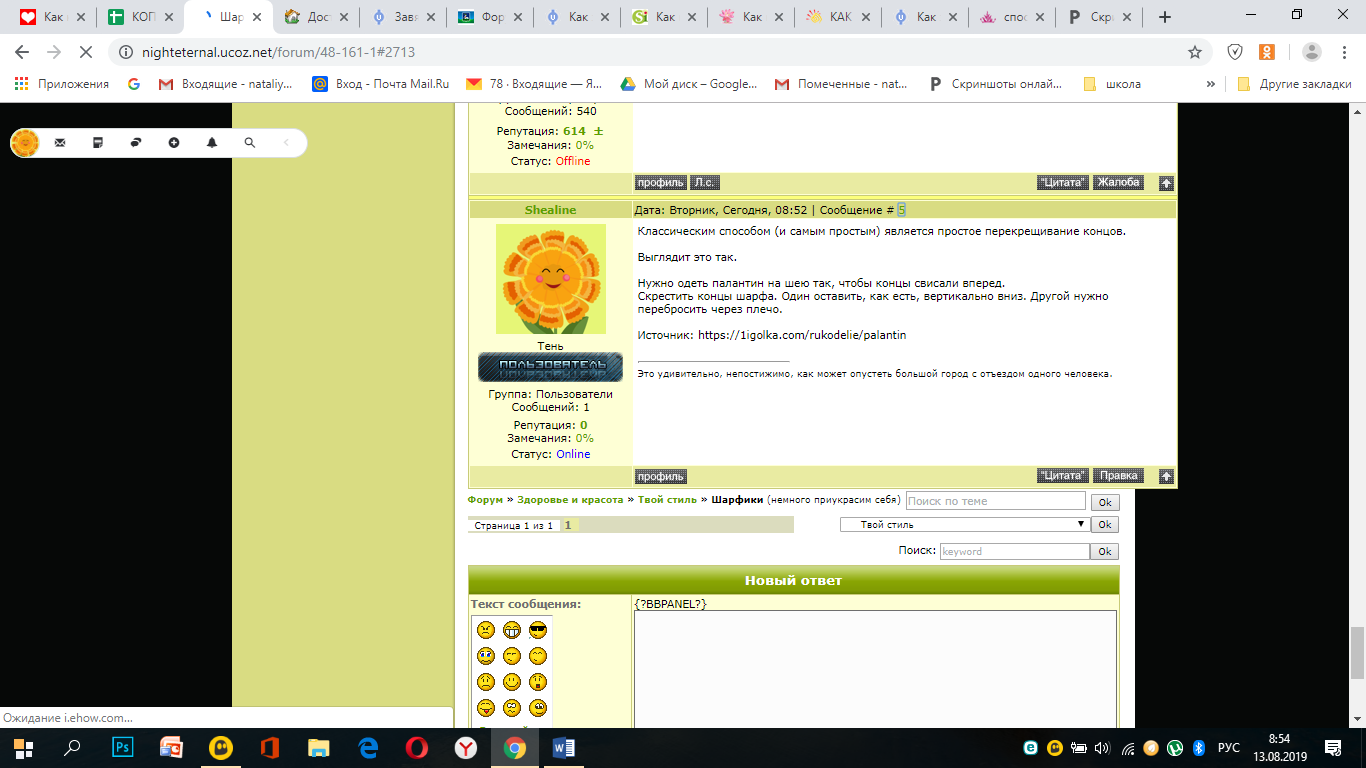 Как
КОП
Шар
Дос
Завя
Фор
Как
Как
Как
КАК
Как
спос
Скр
nighteternal.ucoz.net/forum/48-161-1#2713
Приложения
Входящие - nataliy...
Вход - Почта Mail.Ru
78 · Входящие — Я...
Мой диск – Google...
Помеченные - nat...
Скриншоты онлай...
школа
»
Другие закладки
Сообщений: 540
Репутация: 614 ±
Замечания: 0%
Статус: Offline
профиль Л.с. "Цитата" Жалоба
Shealine
Дата: Вторник, Сегодня, 08:52 | Сообщение # 5
Классическим способом (и самым простым) является простое перекрещивание концов.
Выглядит это так.
Нужно одеть палантин на шею так, чтобы концы свисали вперед.
Скрестить концы шарфа. Один оставить, как есть, вертикально вниз. Другой нужно
перебросить через плечо.
Источник: https://1igolka.com/rukodelie/palantin
Это удивительно, непостижимо, как может опустеть большой город с отъездом одного человека.
Тень
ПОЛЬЗОВАТЕЛЬ
Группа: Пользователи
Сообщений: 1
Репутация: 0
Замечания: 0%
Статус: Online
профиль "Цитата" Правка
Форум » Здоровье и красота » Твой стиль » Шарфики (немного приукрасим себя)
Поиск по теме Ok
Страница 1 из 1 1
Твой стиль Ok
Поиск: keyword Ok
Новый ответ
Текст сообщения:
{?BBPANEL?}
Ожидание i.ehow.com...
РУС
8:54
13.08.2019